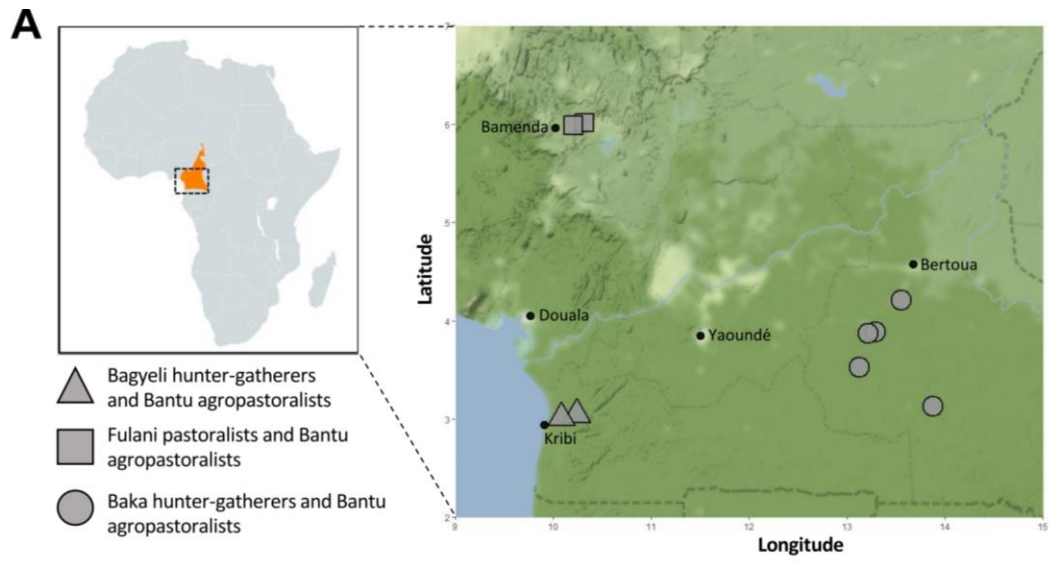 A
Bagyeli hunter-gatherers
and Bantu agropastoralists
Fulani pastoralists and Bantu
agropastoralists
Baka hunter-gatherers and Bantu
agropastoralists
Latitude
7
6
5
4
3
2
Bamenda
Bertoua
Douala
Yaoundé
Kribi
9
10
11
12
13
14
15
Longitude